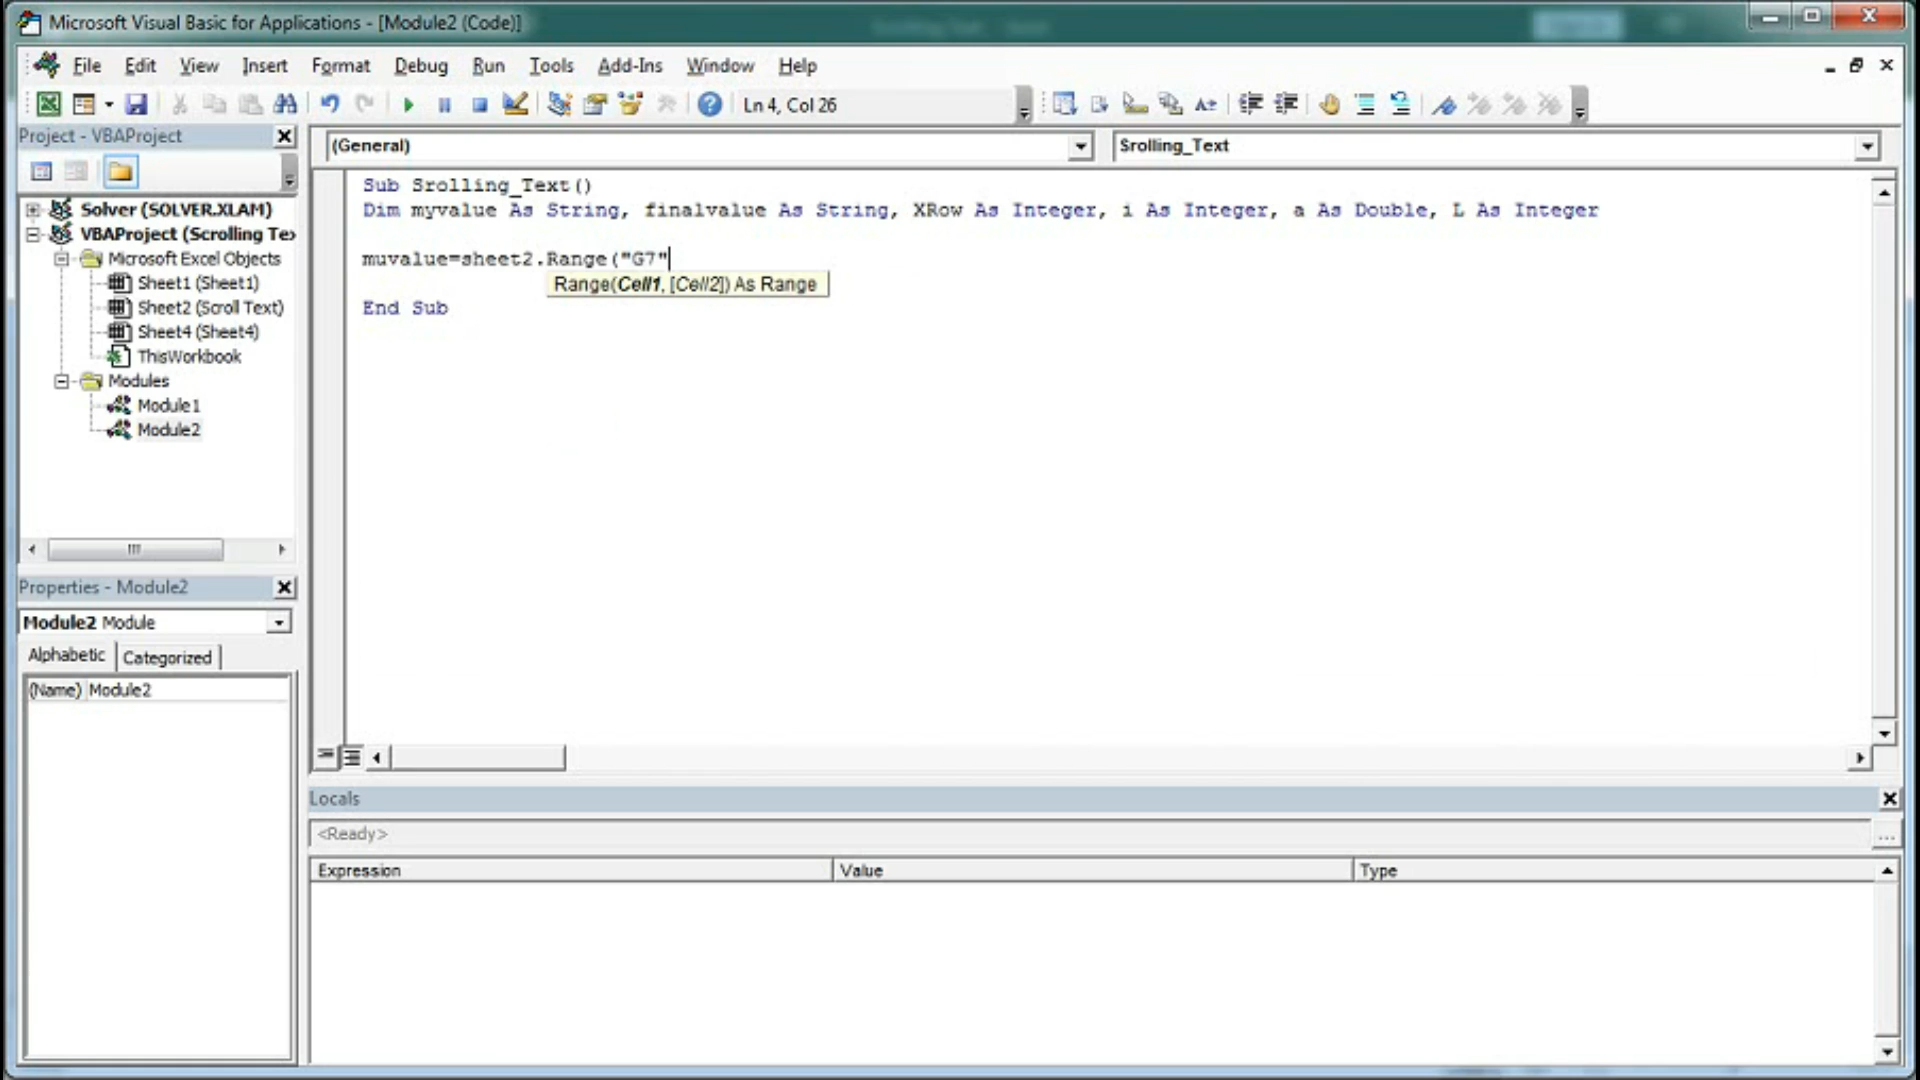 Microsoft Visual Basic for Applications - [Module2 (Code)]
File Edit View Insert Format Debug Run Tools Add-Ins Window Help
Ln 4, Col 26
Project - VBAProject
(General)
Srolling_Text
Solver (SOLVER.XLAM)
VBAProject (Scrolling Te
Microsoft Excel Objects
Sheet1 (Sheet1)
Sheet2 (Scroll Text)
Sheet4 (Sheet4)
ThisWorkbook
Modules
Module1
Module2
Sub Srolling_Text()
Dim myvalue As String, finalvalue As String, XRow As Integer, i As Integer, a As Double, L As Integer
muvalue=sheet2.Range("G7"
Range(Cell1, [Cell2]) As Range
End Sub
Properties - Module2
Module2 Module
Alphabetic Categorized
(Name) Module2
Locals
<Ready>
...
Expression Value Type